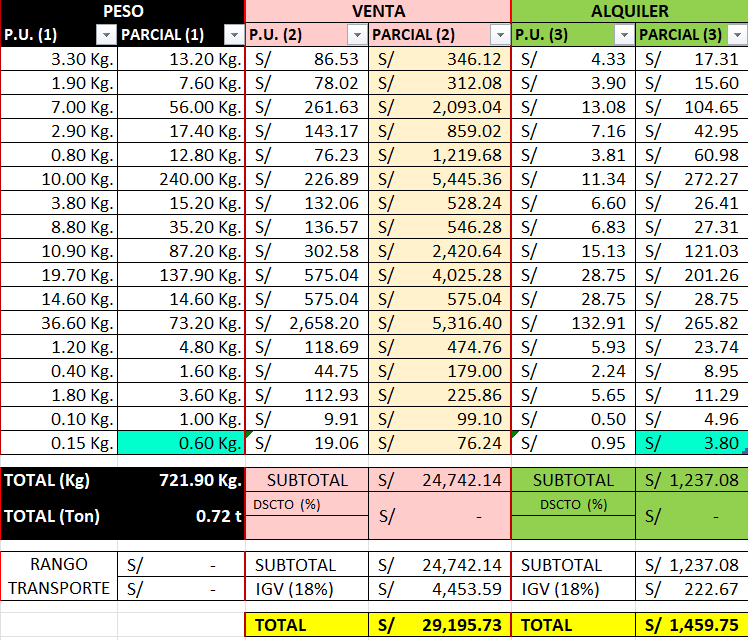 PESO VENTA ALQUILER
P.U. (1) PARCIAL (1) P.U. (2) PARCIAL (2) P.U. (3) PARCIAL (3)
3.30 Kg. 13.20 Kg. S/ 86.53 S/ 346.12 S/ 4.33 S/ 17.31
1.90 Kg. 7.60 Kg. S/ 78.02 S/ 312.08 S/ 3.90 S/ 15.60
7.00 Kg. 56.00 Kg. S/ 261.63 S/ 2,093.04 S/ 13.08 S/ 104.65
2.90 Kg. 17.40 Kg. S/ 143.17 S/ 859.02 S/ 7.16 S/ 42.95
0.80 Kg. 12.80 Kg. S/ 76.23 S/ 1,219.68 S/ 3.81 S/ 60.98
10.00 Kg. 240.00 Kg. S/ 226.89 S/ 5,445.36 S/ 11.34 S/ 272.27
3.80 Kg. 15.20 Kg. S/ 132.06 S/ 528.24 S/ 6.60 S/ 26.41
8.80 Kg. 35.20 Kg. S/ 136.57 S/ 546.28 S/ 6.83 S/ 27.31
10.90 Kg. 87.20 Kg. S/ 302.58 S/ 2,420.64 S/ 15.13 S/ 121.03
19.70 Kg. 137.90 Kg. S/ 575.04 S/ 4,025.28 S/ 28.75 S/ 201.26
14.60 Kg. 14.60 Kg. S/ 575.04 S/ 575.04 S/ 28.75 S/ 28.75
36.60 Kg. 73.20 Kg. S/ 2,658.20 S/ 5,316.40 S/ 132.91 S/ 265.82
1.20 Kg. 4.80 Kg. S/ 118.69 S/ 474.76 S/ 5.93 S/ 23.74
0.40 Kg. 1.60 Kg. S/ 44.75 S/ 179.00 S/ 2.24 S/ 8.95
1.80 Kg. 3.60 Kg. S/ 112.93 S/ 225.86 S/ 5.65 S/ 11.29
0.10 Kg. 1.00 Kg. S/ 9.91 S/ 99.10 S/ 0.50 S/ 4.96
0.15 Kg. 0.60 Kg. S/ 19.06 S/ 76.24 S/ 0.95 S/ 3.80
TOTAL (Kg) 721.90 Kg. SUBTOTAL S/ 24,742.14 SUBTOTAL S/ 1,237.08
DSCTO (%) DSCTO (%)
TOTAL (Ton) 0.72 t S/ - S/ -
RANGO S/ - SUBTOTAL S/ 24,742.14 SUBTOTAL S/ 1,237.08
TRANSPORTE S/ - IGV (18%) S/ 4,453.59 IGV (18%) S/ 222.67
TOTAL S/ 29,195.73 TOTAL S/ 1,459.75